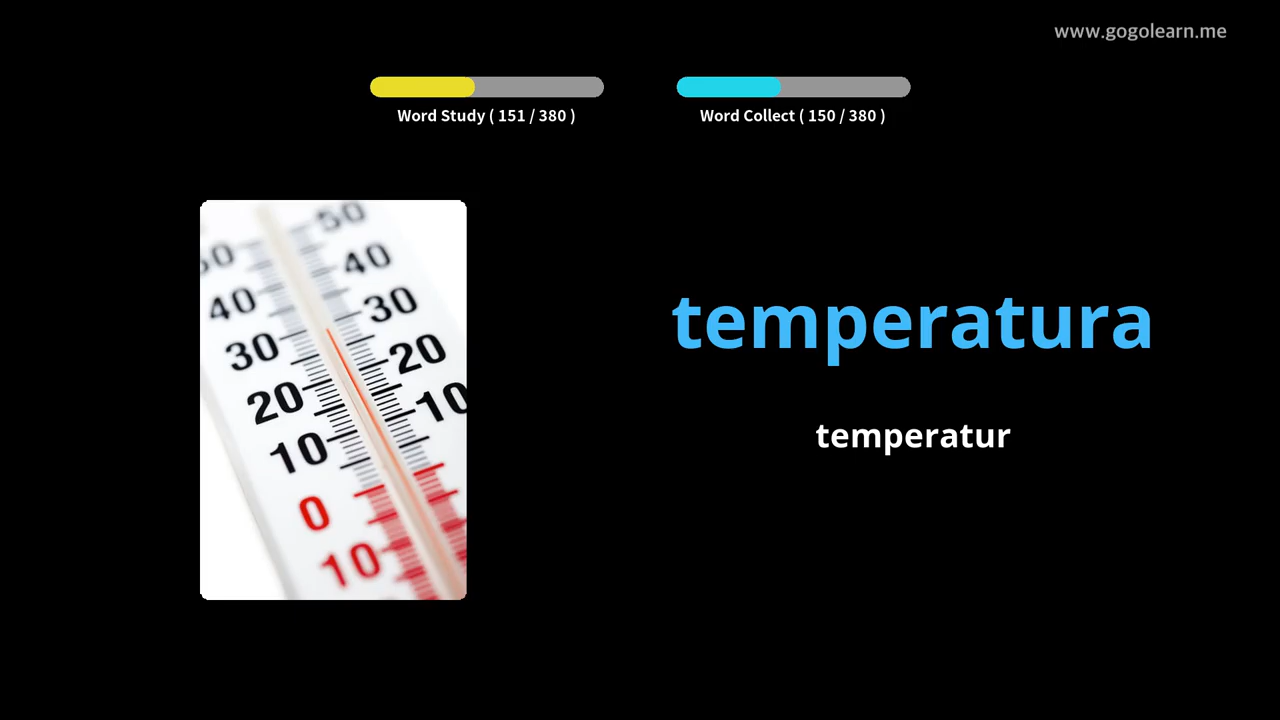 www.gogolearn.me
Word Study ( 151 / 380 )
Word Collect ( 150 / 380 )
50
40
40
30
30
20
20
10
10
0
10
temperatura
temperatur